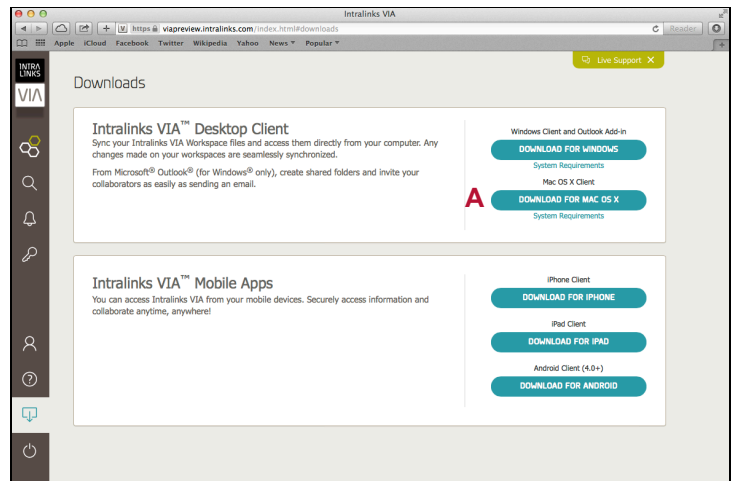 Intralinks VIA
https viapreview.intralinks.com/index.html#downloads
Reader
Apple iCloud Facebook Twitter Wikipedia Yahoo News Popular
INTRA
LINKS
VIA
Live Support X
Downloads
Intralinks VIA™ Desktop Client
Sync your Intralinks VIA Workspace files and access them directly from your computer. Any
changes made on your workspaces are seamlessly synchronized.
From Microsoft® Outlook® (for Windows® only), create shared folders and invite your
collaborators as easily as sending an email.
Windows Client and Outlook Add-in
DOWNLOAD FOR WINDOWS
System Requirements
Mac OS X Client
A DOWNLOAD FOR MAC OS X
System Requirements
Intralinks VIA™ Mobile Apps
You can access Intralinks VIA from your mobile devices. Securely access information and
collaborate anytime, anywhere!
iPhone Client
DOWNLOAD FOR IPHONE
iPad Client
DOWNLOAD FOR IPAD
Android Client (4.0+)
DOWNLOAD FOR ANDROID